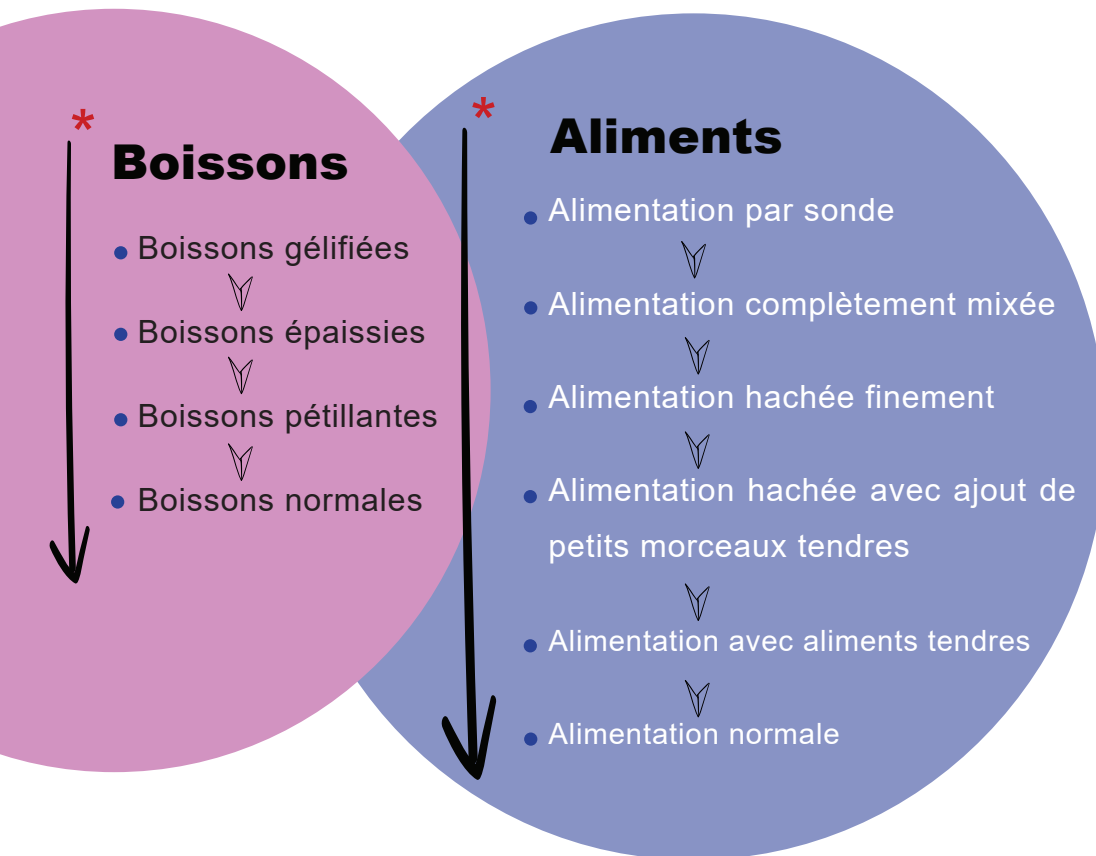 *
Boissons
• Boissons gélifiées
• Boissons épaissies
• Boissons pétillantes
• Boissons normales
*
Aliments
• Alimentation par sonde
• Alimentation complètement mixée
• Alimentation hachée finement
• Alimentation hachée avec ajout de
petits morceaux tendres
• Alimentation avec aliments tendres
• Alimentation normale